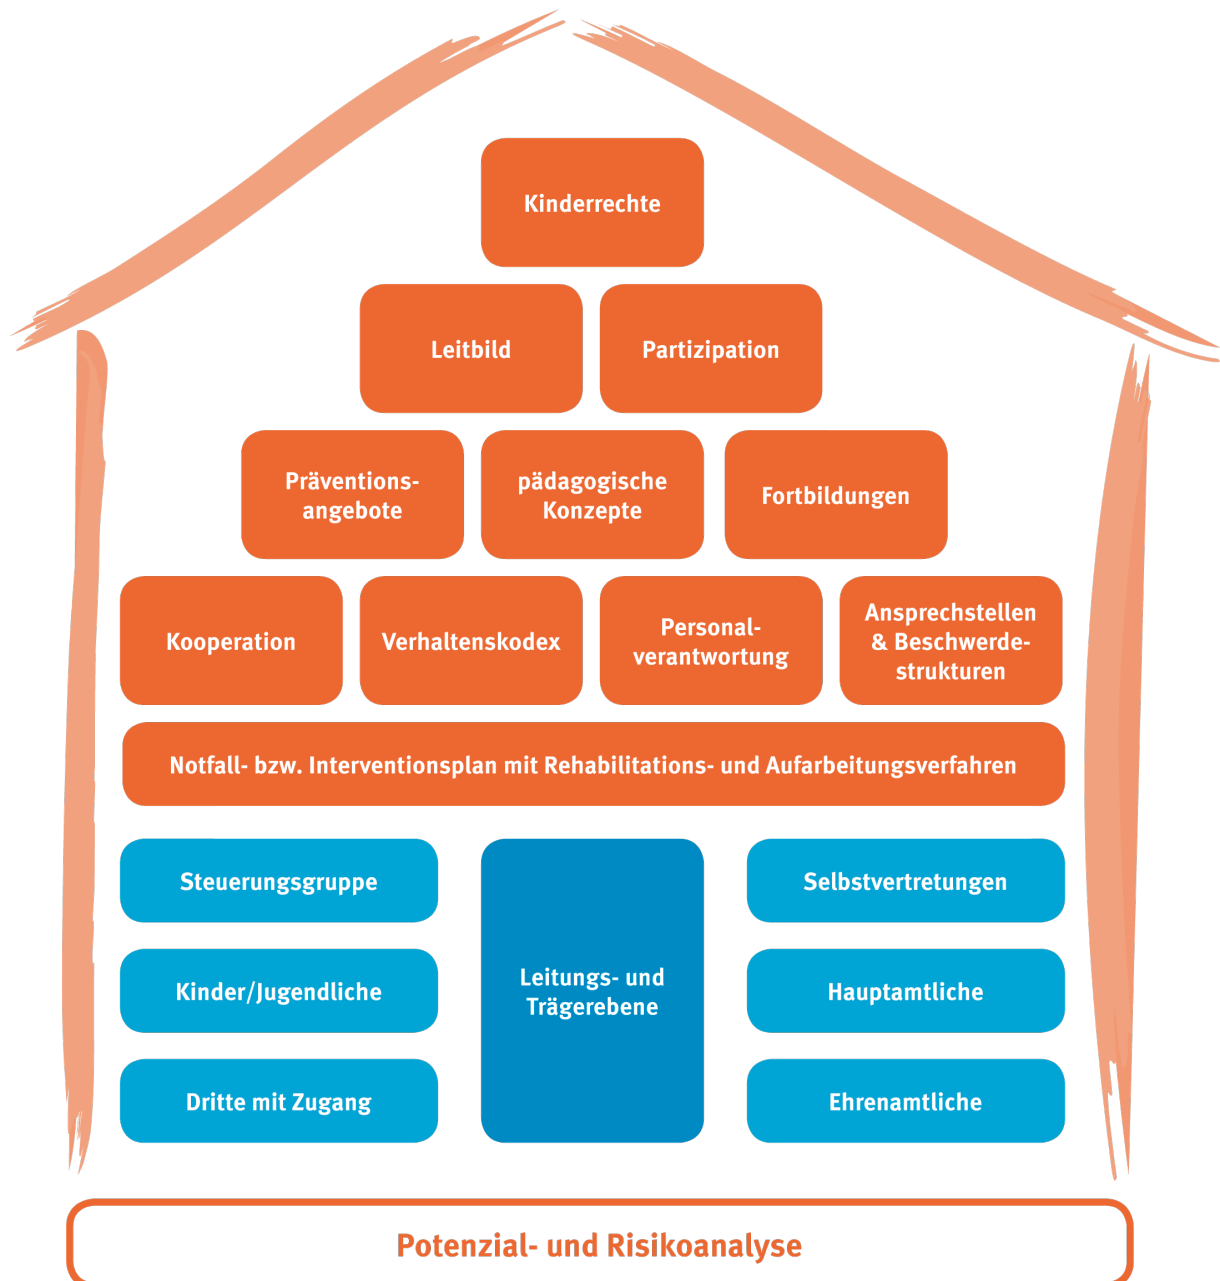 Kinderrechte
Leitbild
Partizipation
Präventions-
angebote
pädagogische
Konzepte
Fortbildungen
Kooperation
Verhaltenskodex
Personal-
verantwortung
Ansprechstellen
& Beschwerde-
strukturen
Notfall- bzw. Interventionsplan mit Rehabilitations- und Aufarbeitungsverfahren
Steuerungsgruppe
Kinder/Jugendliche
Dritte mit Zugang
Leitungs- und
Trägerebene
Selbstvertretungen
Hauptamtliche
Ehrenamtliche
Potenzial- und Risikoanalyse